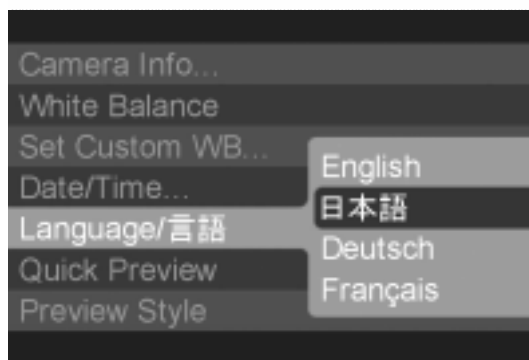 Camera Info...
White Balance
Set Custom WB...
Date/Time...
Language/言語
Quick Preview
Preview Style
English
日本語
Deutsch
Français